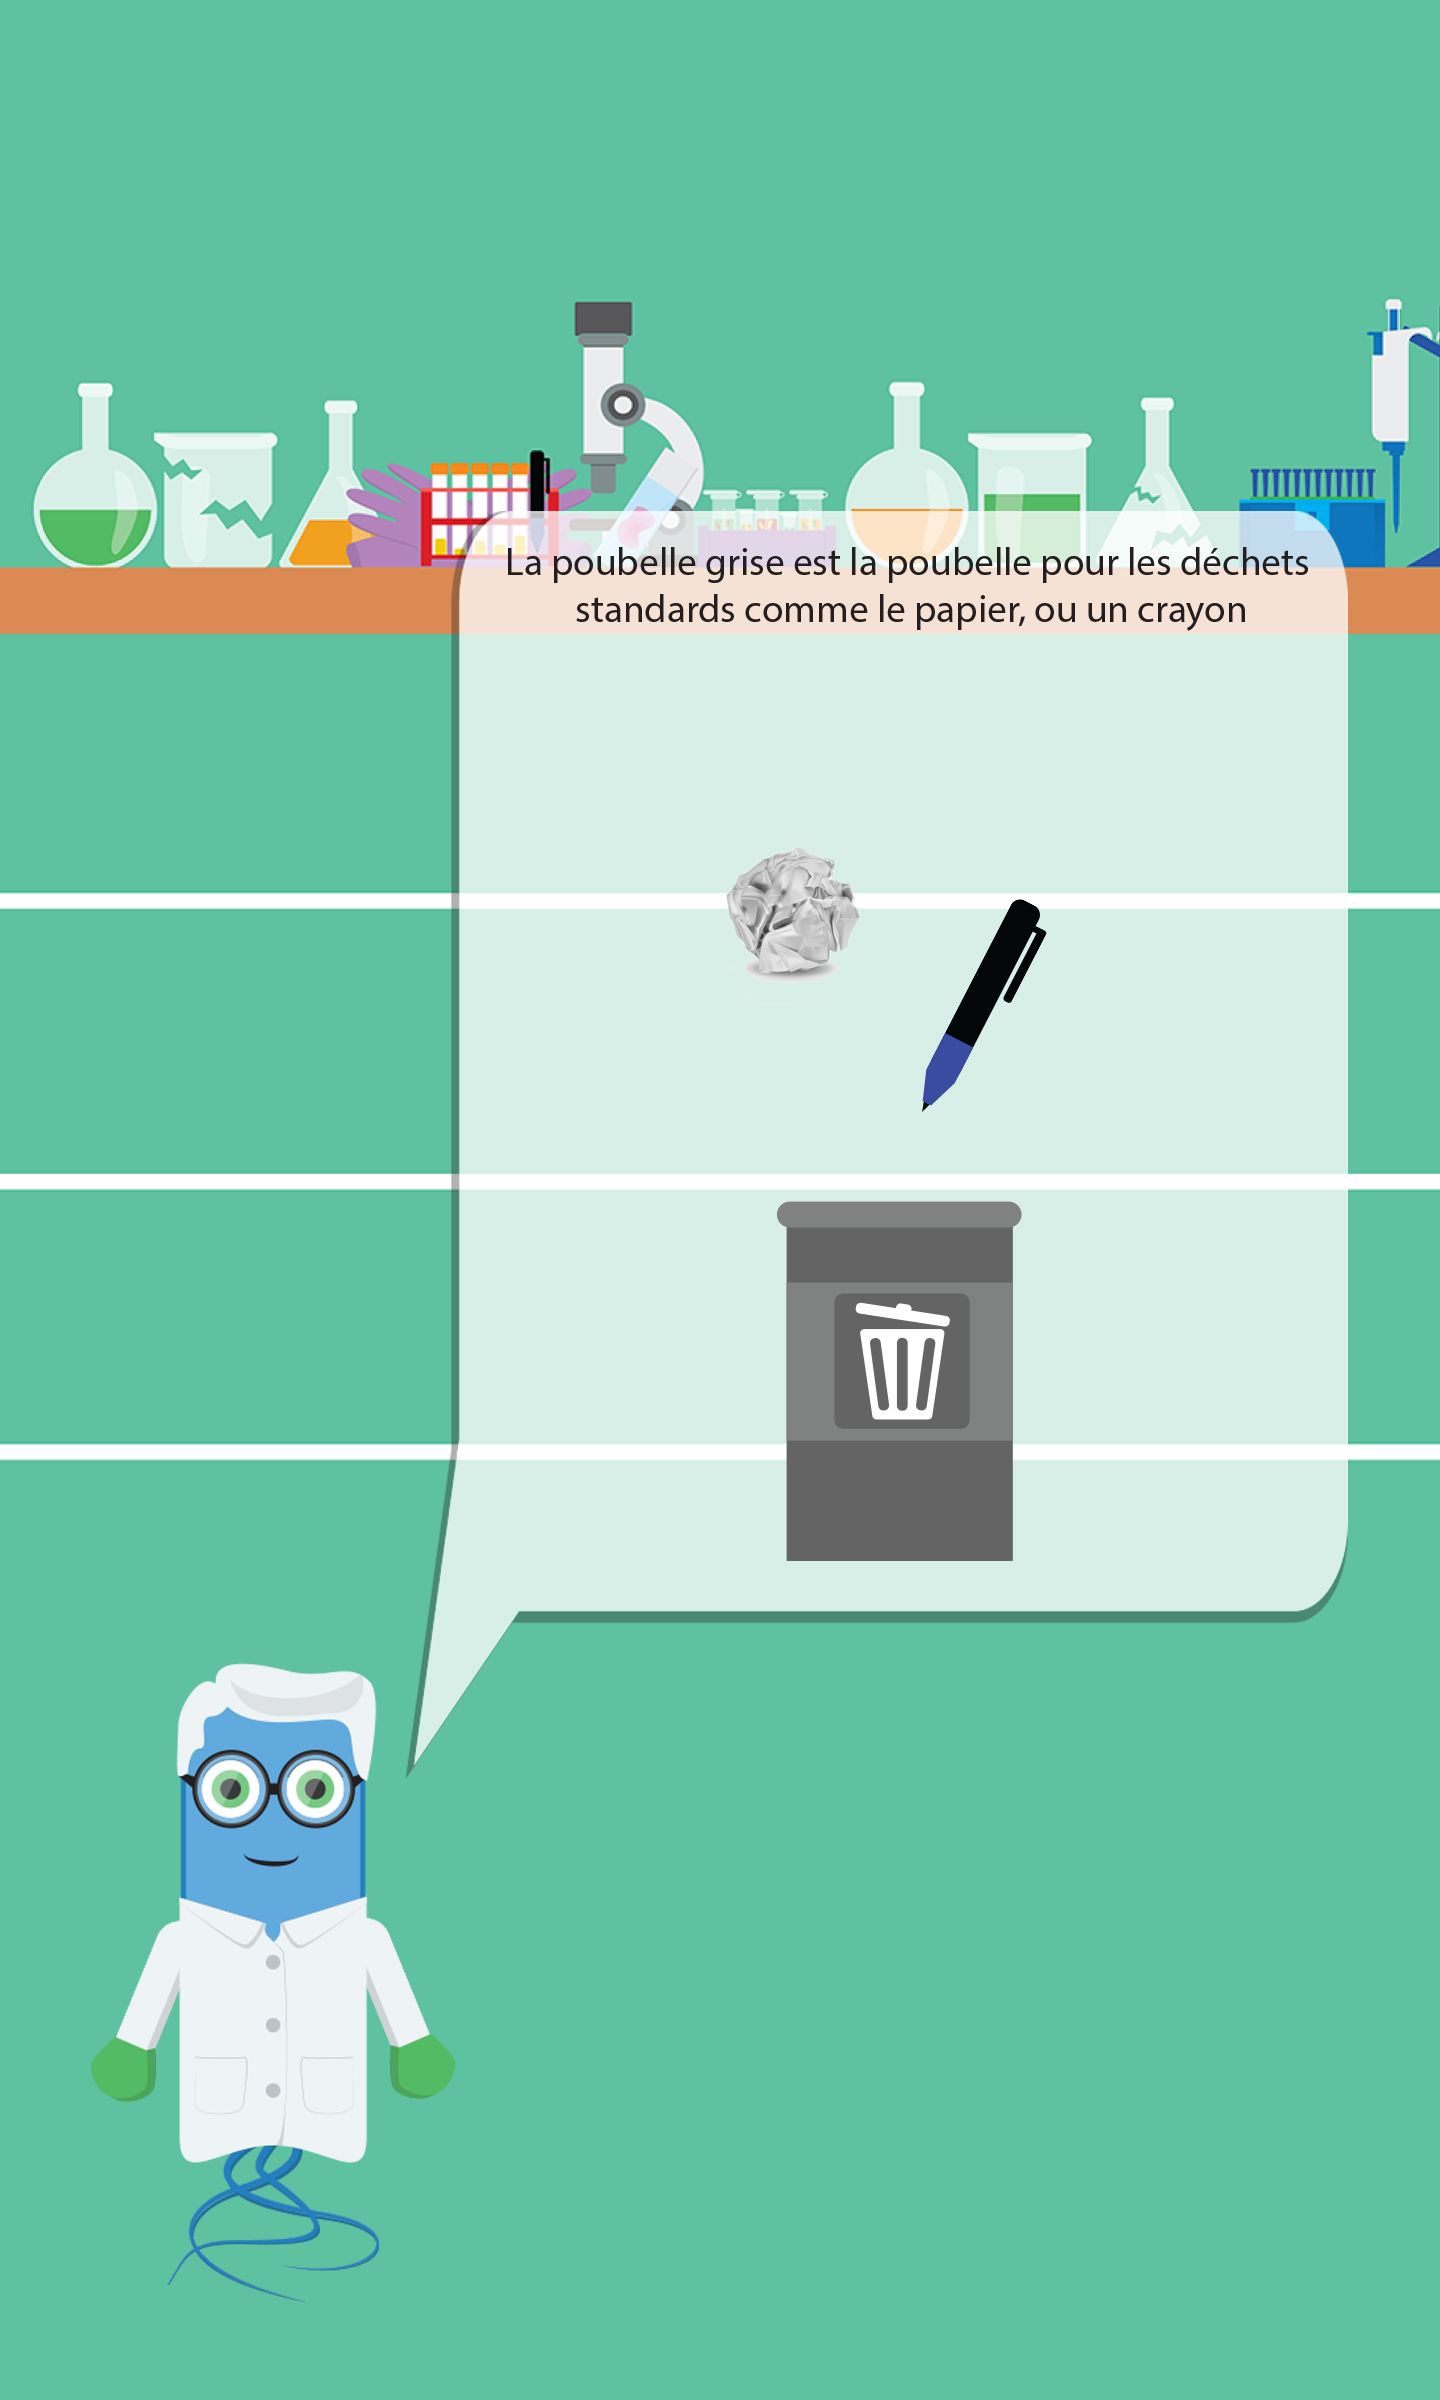 La poubelle grise est la poubelle pour les déchets
standards comme le papier, ou un crayon